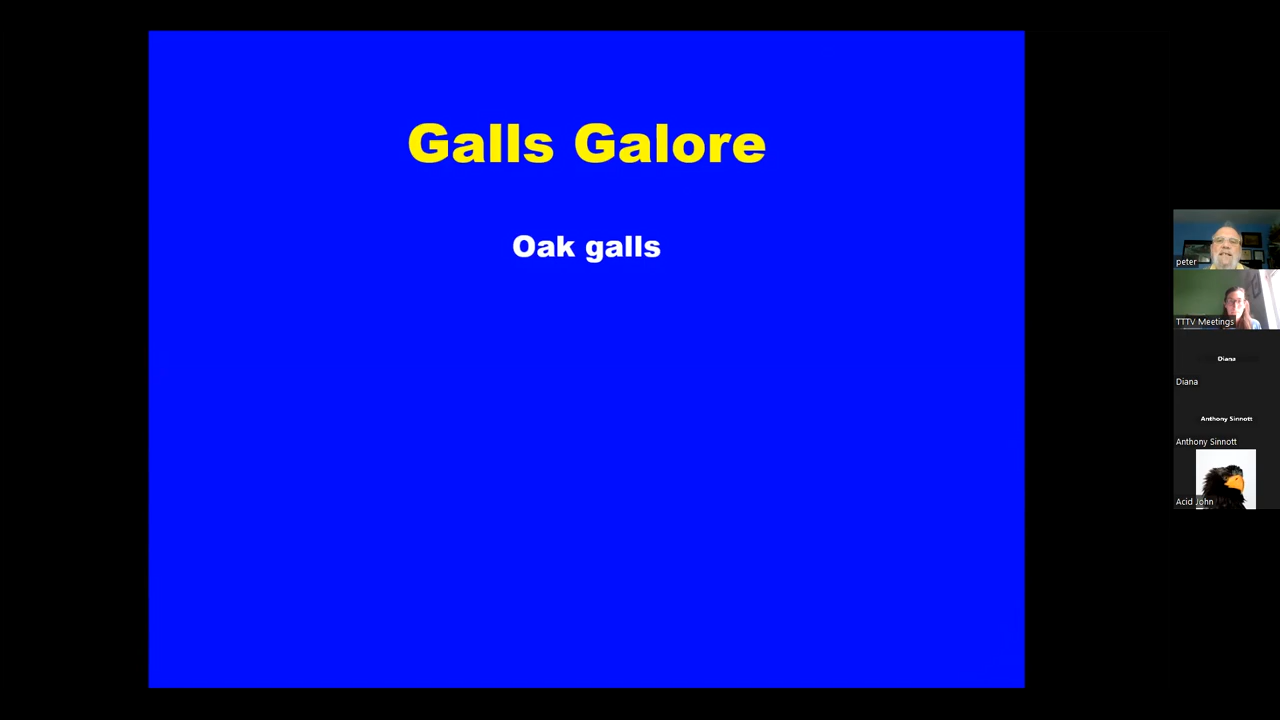 Galls Galore
Oak galls
peter
TTTV Meetings
Diana
Diana
Anthony Sinnott
Anthony Sinnott
Acid John